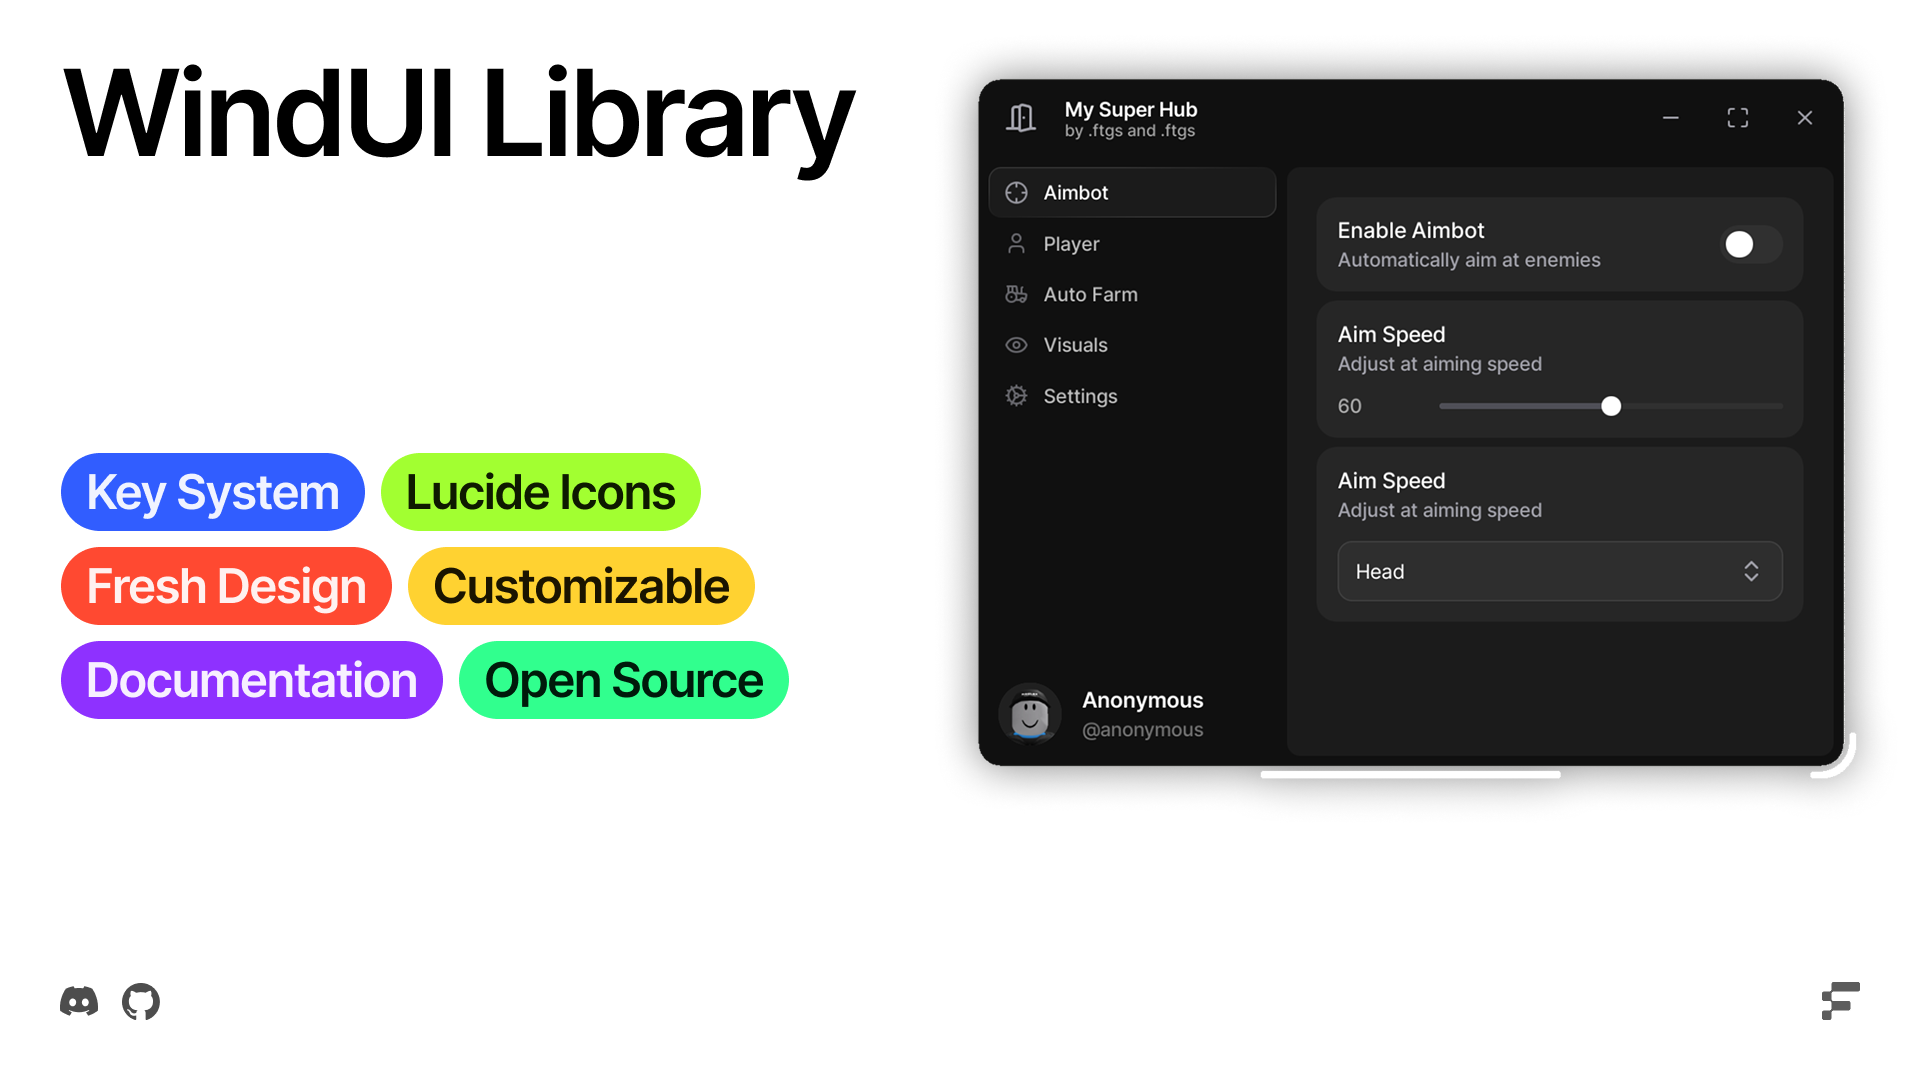 WindUI Library
Key System
Lucide Icons
Fresh Design
Customizable
Documentation
Open Source
My Super Hub
by .ftgs and .ftgs
Aimbot
Player
Auto Farm
Visuals
Settings
Anonymous
@anonymous
Enable Aimbot
Automatically aim at enemies
Aim Speed
Adjust at aiming speed
60
Aim Speed
Adjust at aiming speed
Head